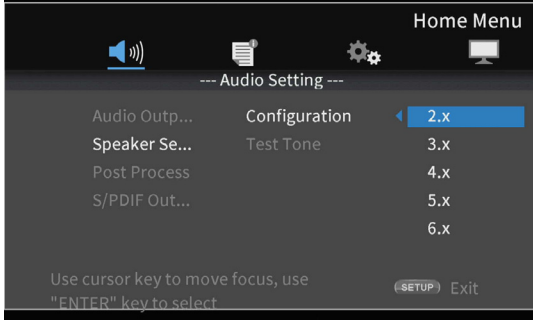 Home Menu
--- Audio Setting ---
Audio Outp... Configuration 2.x
Speaker Se... Test Tone 3.x
Post Process 4.x
S/PDIF Out... 5.x
6.x
Use cursor key to move focus, use
"ENTER" key to select
SETUP Exit